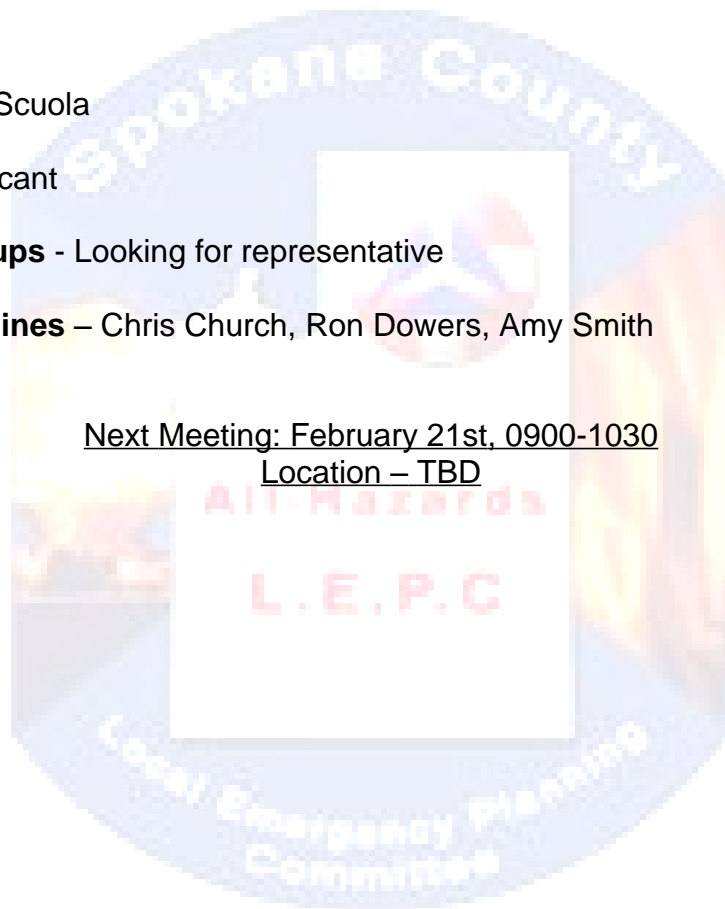 Spokane County
Scuola
cant
ups - Looking for representative
ines – Chris Church, Ron Dowers, Amy Smith
Next Meeting: February 21st, 0900-1030
Location – TBD
All-Hazards
L.E.P.C
Local Emergency Planning
Committee